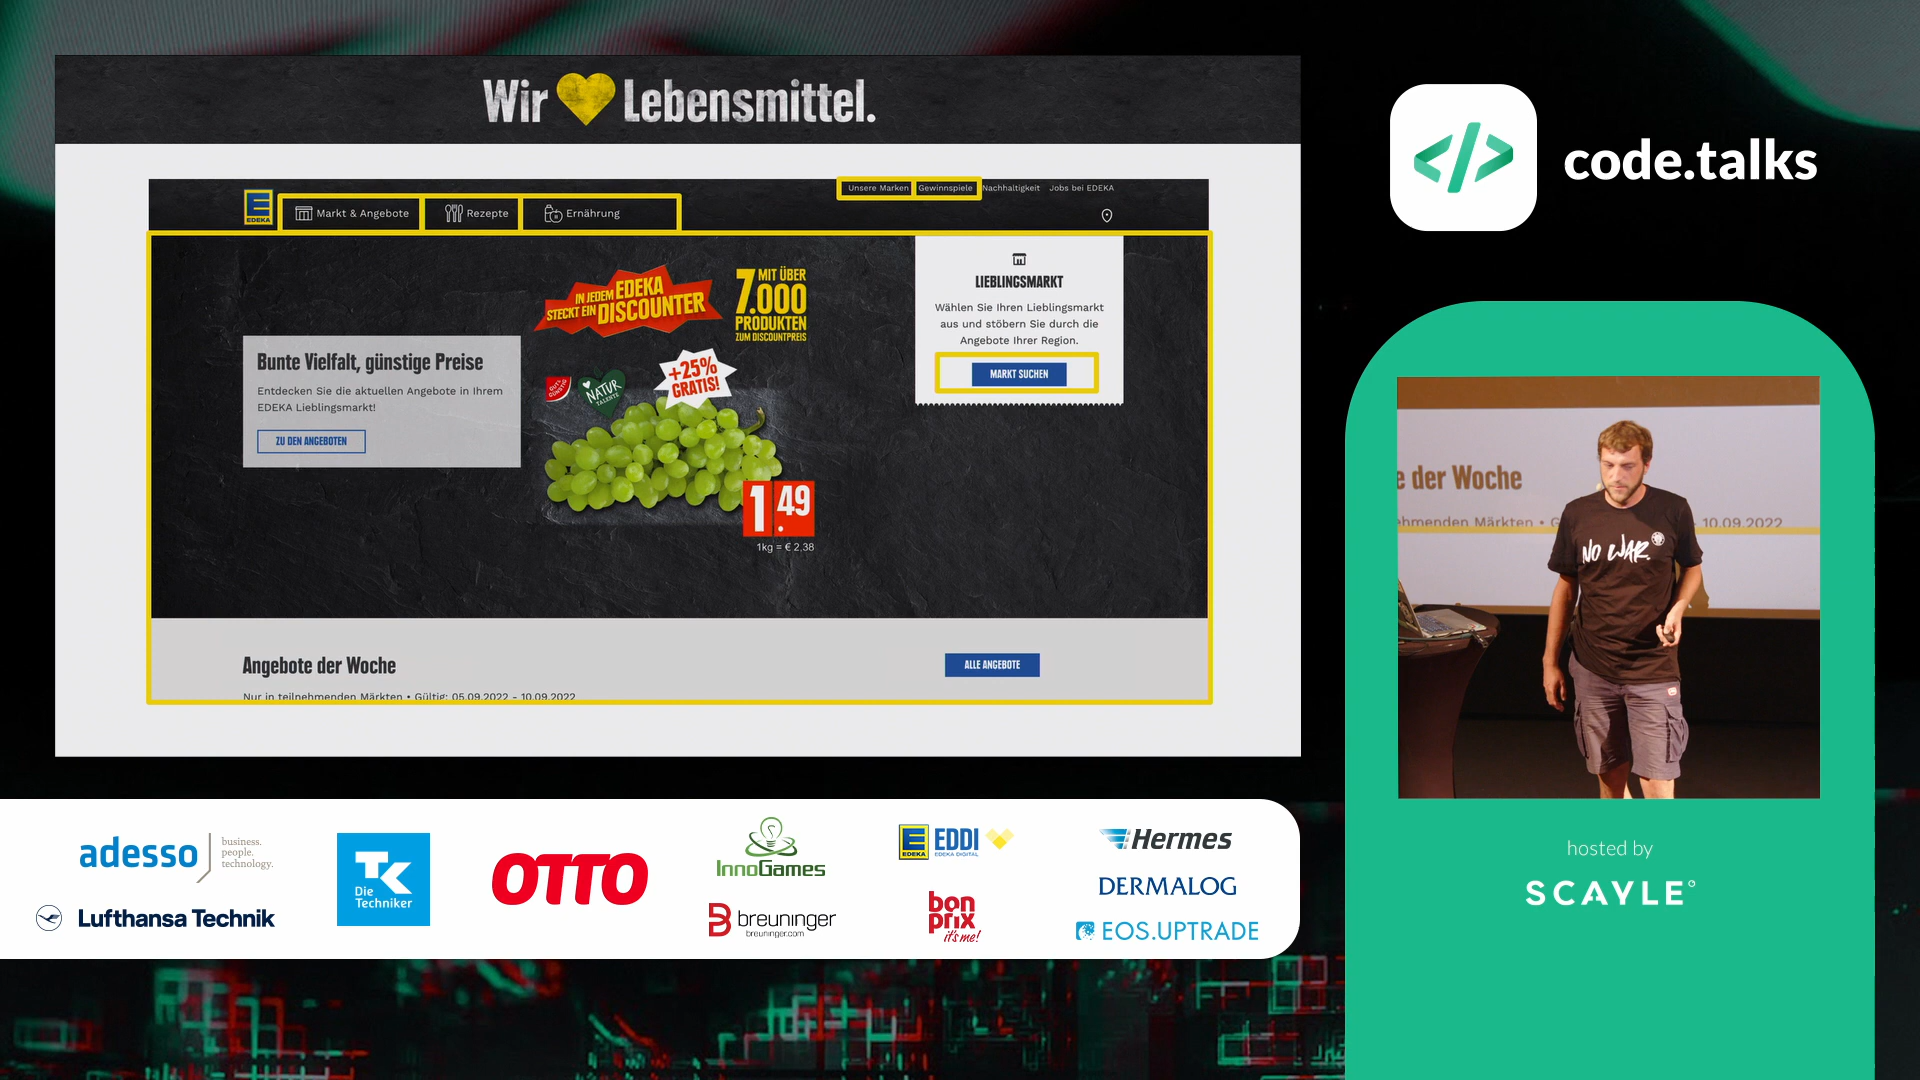 Wir Lebensmittel.
EDEKA
Markt & Angebote
Rezepte
Ernährung
Unsere Marken
Gewinnspiele
Nachhaltigkeit
Jobs bei EDEKA
IN JEDEM EDEKA
STECKT EIN DISCOUNTER
MIT ÜBER
7.000
PRODUKTEN
ZUM DISCOUNTPREIS
LIEBLINGSMARKT
Wählen Sie Ihren Lieblingsmarkt
aus und stöbern Sie durch die
Angebote Ihrer Region.
MARKT SUCHEN
Bunte Vielfalt, günstige Preise
Entdecken Sie die aktuellen Angebote in Ihrem
EDEKA Lieblingsmarkt!
ZU DEN ANGEBOTEN
GUT & GÜNSTIG
NATUR
TALENTE
+25%
GRATIS!
1.49
1kg = € 2,38
Angebote der Woche
ALLE ANGEBOTE
Nur in teilnehmenden Märkten • Gültig: 05.09.2022 - 10.09.2022
</> code.talks
e der Woche
ehmenden Märkten • G
- 10.09.2022
NO WAR.
hosted by
SCAYLE
adesso
business.
people.
technology.
Lufthansa Technik
TK
Die
Techniker
OTTO
InnoGames
breuninger
breuninger.com
EDEKA
EDDI
EDEKA DIGITAL
bon
prix
it's me!
Hermes
DERMALOG
EOS.UPTRADE